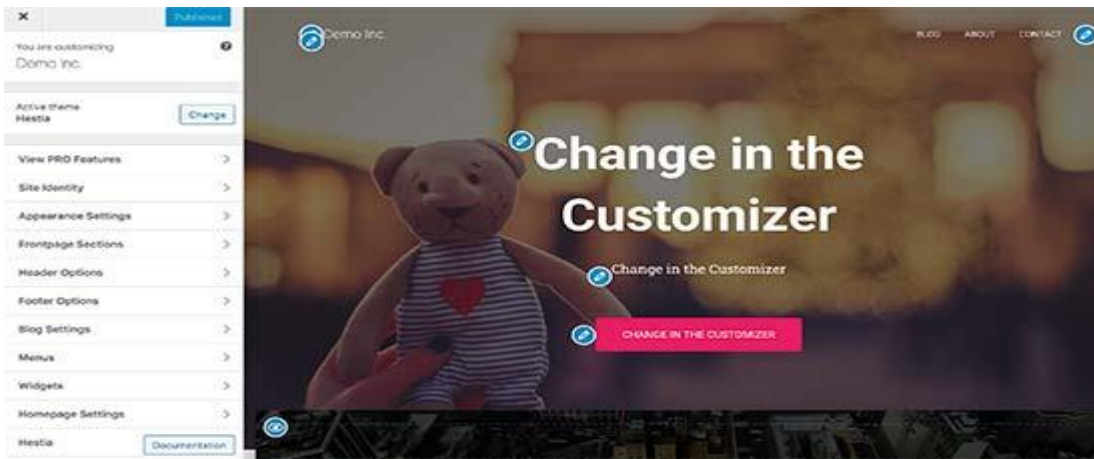 Published
You are customizing
Demo Inc.
Active theme
Hestia
Change
View PRO Features
Site Identity
Appearance Settings
Frontpage Sections
Header Options
Footer Options
Blog Settings
Menus
Widgets
Homepage Settings
Hestia
Documentation
Demo Inc.
BLOG ABOUT CONTACT
Change in the
Customizer
Change in the Customizer
CHANGE IN THE CUSTOMIZER